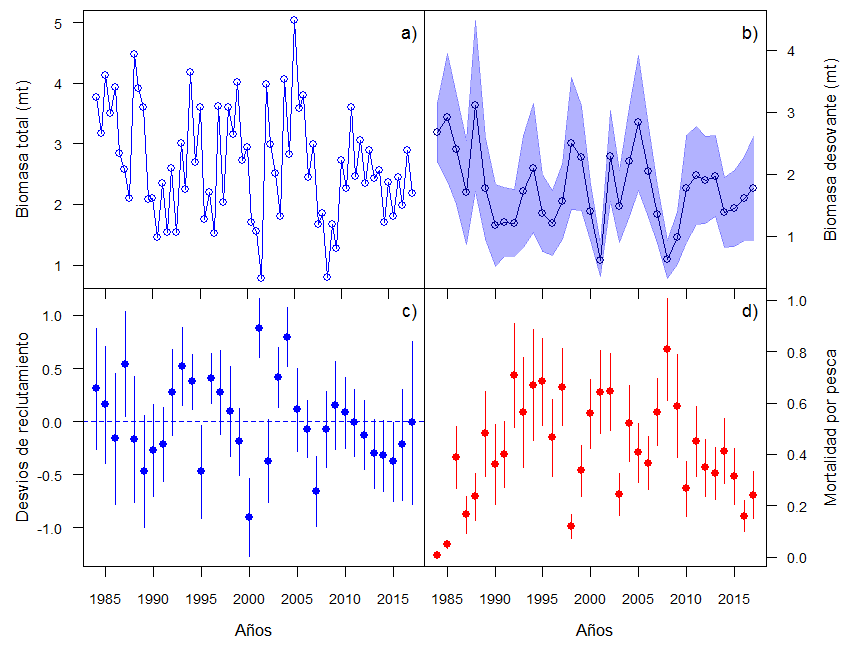 a)
b)
5
4
3
2
1
Biomasa total (mt)
4
3
2
1
Biomasa desovante (mt)
c)
d)
1.0
0.5
0.0
-0.5
-1.0
Desvios de reclutamiento
1.0
0.8
0.6
0.4
0.2
0.0
Mortalidad por pesca
1985 1990 1995 2000 2005 2010 2015
1985 1990 1995 2000 2005 2010 2015
Años
Años